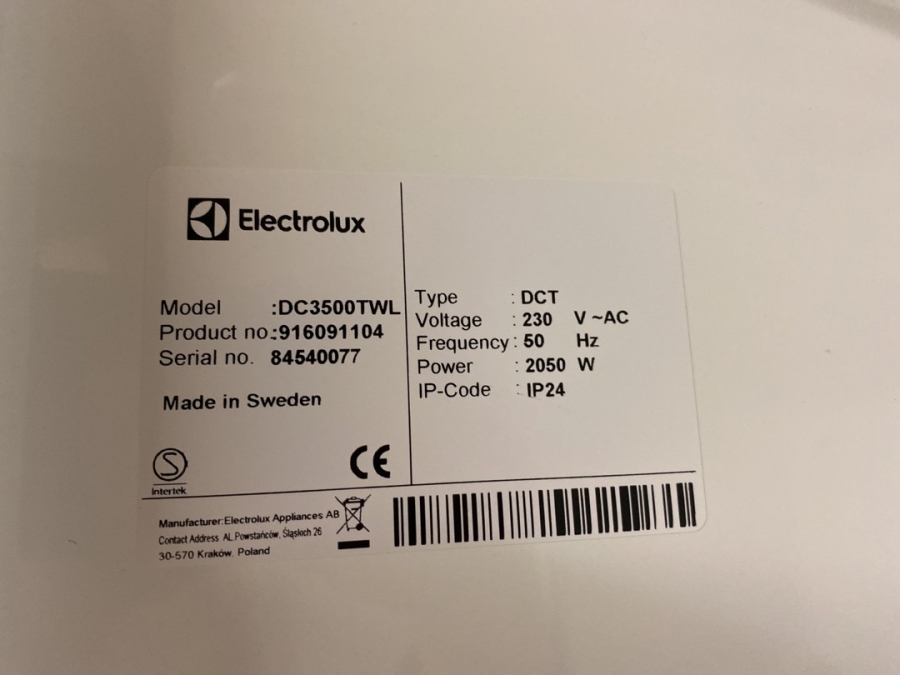 Electrolux
Model :DC3500TWL
Product no.:916091104
Serial no. 84540077
Made in Sweden
Type : DCT
Voltage : 230 V ~AC
Frequency : 50 Hz
Power : 2050 W
IP-Code : IP24
S
Intertek
CE
Manufacturer:Electrolux Appliances AB
Contact Address AL.Powstańców, Śląskich 26
30-570 Kraków, Poland